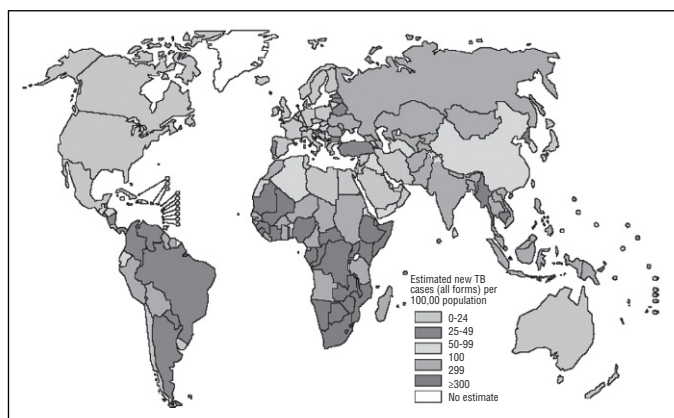 Estimated new TB
cases (all forms) per
100,00 population
0-24
25-49
50-99
100
299
≥300
No estimate